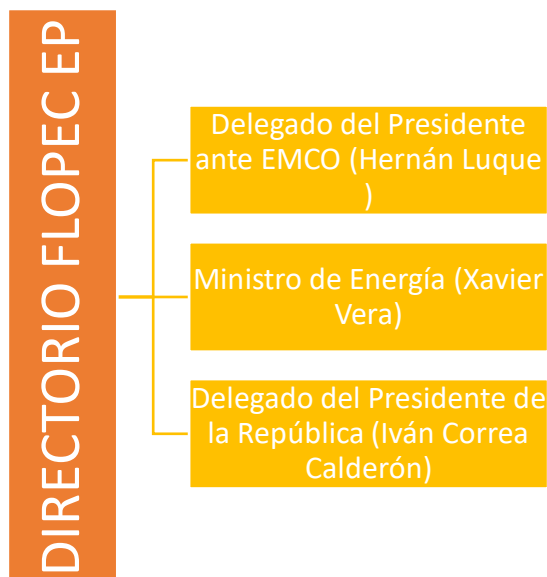 DIRECTORIO FLOPEC EP
Delegado del Presidente
ante EMCO (Hernán Luque
)
Ministro de Energía (Xavier
Vera)
Delegado del Presidente de
la República (Iván Correa
Calderón)